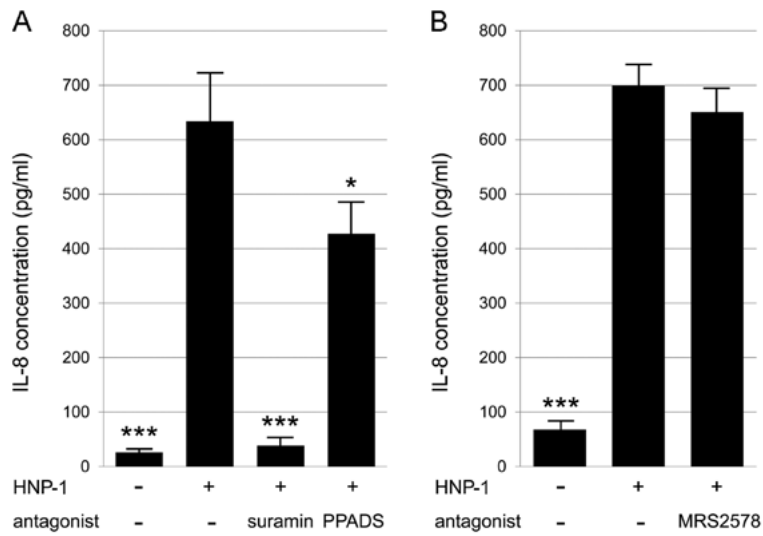 A
B
800
700
600
500
400
300
200
100
0
IL-8 concentration (pg/ml)
***
***
*
800
700
600
500
400
300
200
100
0
IL-8 concentration (pg/ml)
***
HNP-1 - + + +
antagonist - - suramin PPADS
HNP-1 - + +
antagonist - - MRS2578